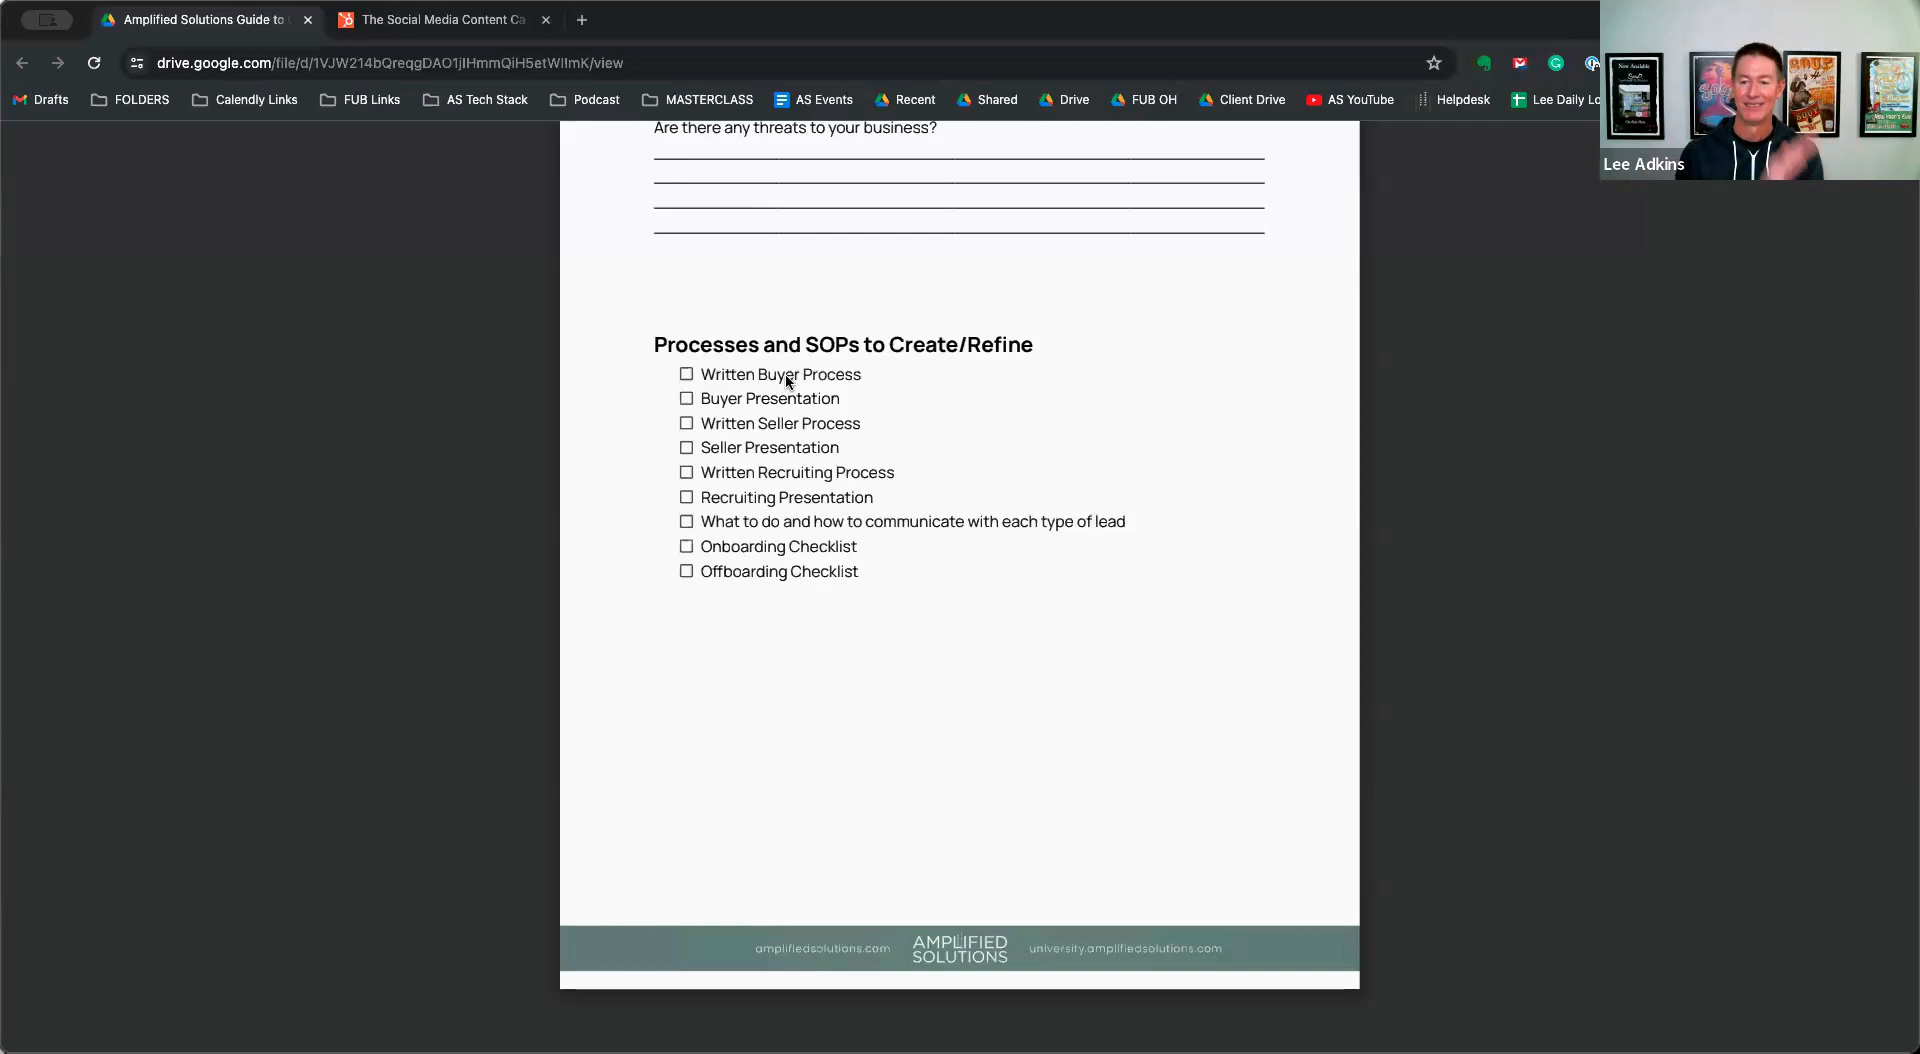 Amplified Solutions Guide to
The Social Media Content Ca
drive.google.com/file/d/1VJW214bQreqgDAO1jIHmmQiH5etWIlmK/view
Drafts
FOLDERS
Calendly Links
FUB Links
AS Tech Stack
Podcast
MASTERCLASS
AS Events
Recent
Shared
Drive
FUB OH
Client Drive
AS YouTube
Helpdesk
Lee Daily Lo
Lee Adkins
Are there any threats to your business?
Processes and SOPs to Create/Refine
Written Buyer Process
Buyer Presentation
Written Seller Process
Seller Presentation
Written Recruiting Process
Recruiting Presentation
What to do and how to communicate with each type of lead
Onboarding Checklist
Offboarding Checklist
amplifiedsolutions.com
AMPLIFIED
SOLUTIONS
university.amplifiedsolutions.com